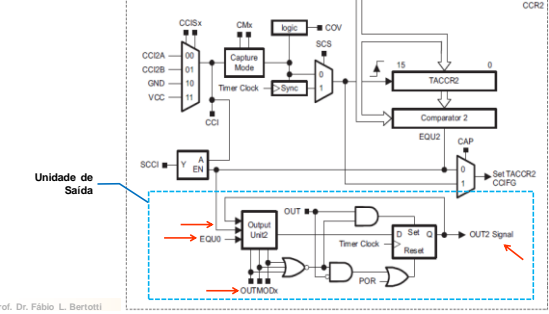 CCR2
CCISx
CMx
logic
COV
SCS
CCI2A
00
CCI2B
01
GND
10
VCC
11
Capture
Mode
Timer Clock
Sync
0
1
15
0
TACCR2
CCI
Comparator 2
EQU2
CAP
SCCI
Y
A
EN
0
1
Set TACCR2
CCIFG
Unidade de
Saída
OUT
Output
Unit2
EQU0
Timer Clock
D
Set
Q
Reset
OUT2 Signal
POR
OUTMODx
rof. Dr. Fábio L. Bertotti